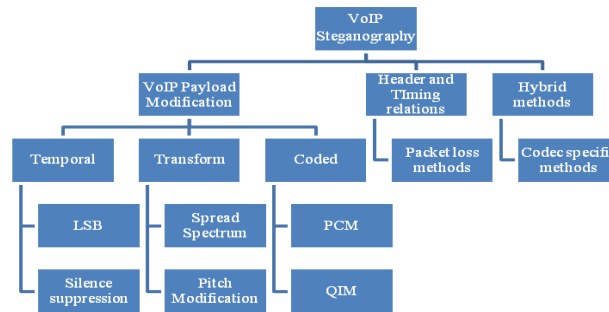 VoIP
Steganography
VoIP Payload
Modification
Header and
TIming
relations
Hybrid
methods
Temporal
Transform
Coded
Packet loss
methods
Codec specific
methods
LSB
Spread
Spectrum
PCM
Silence
suppression
Pitch
Modification
QIM